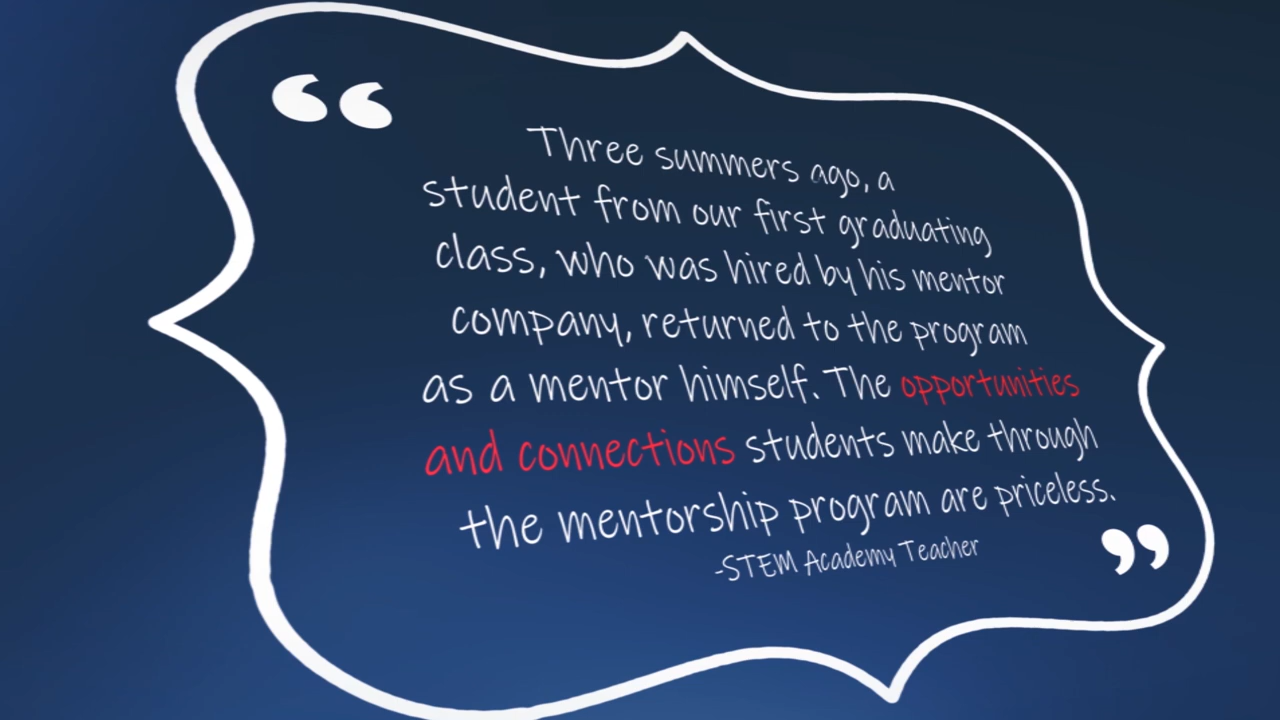 “
Three summers ago, a
student from our first graduating
class, who was hired by his mentor
company, returned to the program
as a mentor himself. The opportunities
and connections students make through
the mentorship program are priceless.
”
-STEM Academy Teacher